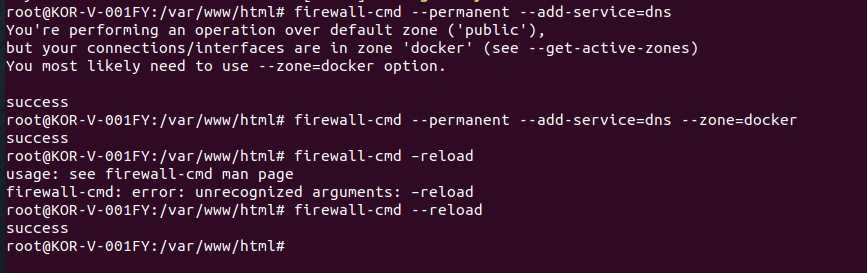 root@KOR-V-001FY:/var/www/html# firewall-cmd --permanent --add-service=dns
You're performing an operation over default zone ('public'),
but your connections/interfaces are in zone 'docker' (see --get-active-zones)
You most likely need to use --zone=docker option.

success
root@KOR-V-001FY:/var/www/html# firewall-cmd --permanent --add-service=dns --zone=docker
success
root@KOR-V-001FY:/var/www/html# firewall-cmd –reload
usage: see firewall-cmd man page
firewall-cmd: error: unrecognized arguments: –reload
root@KOR-V-001FY:/var/www/html# firewall-cmd --reload
success
root@KOR-V-001FY:/var/www/html#